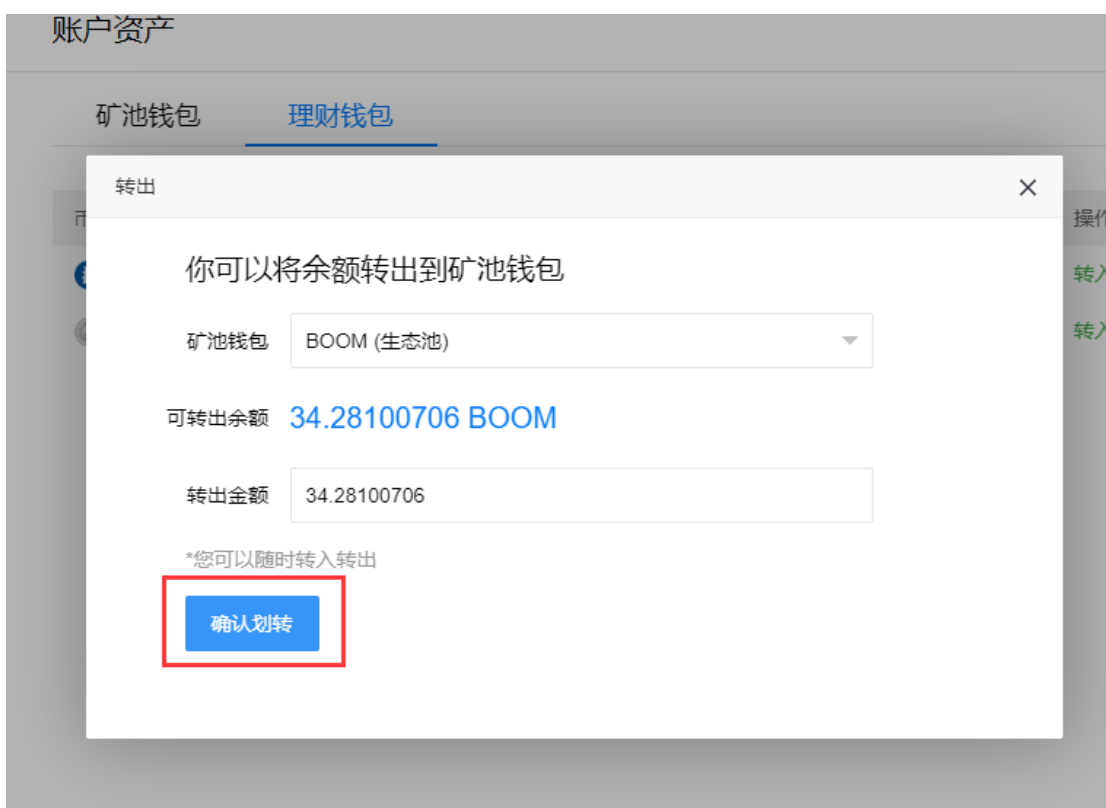 账户资产
矿池钱包
理财钱包
转出
操作
你可以将余额转出到矿池钱包
矿池钱包 BOOM (生态池)
转入
转入
可转出余额 34.28100706 BOOM
转出金额 34.28100706
*您可以随时转入转出
确认划转